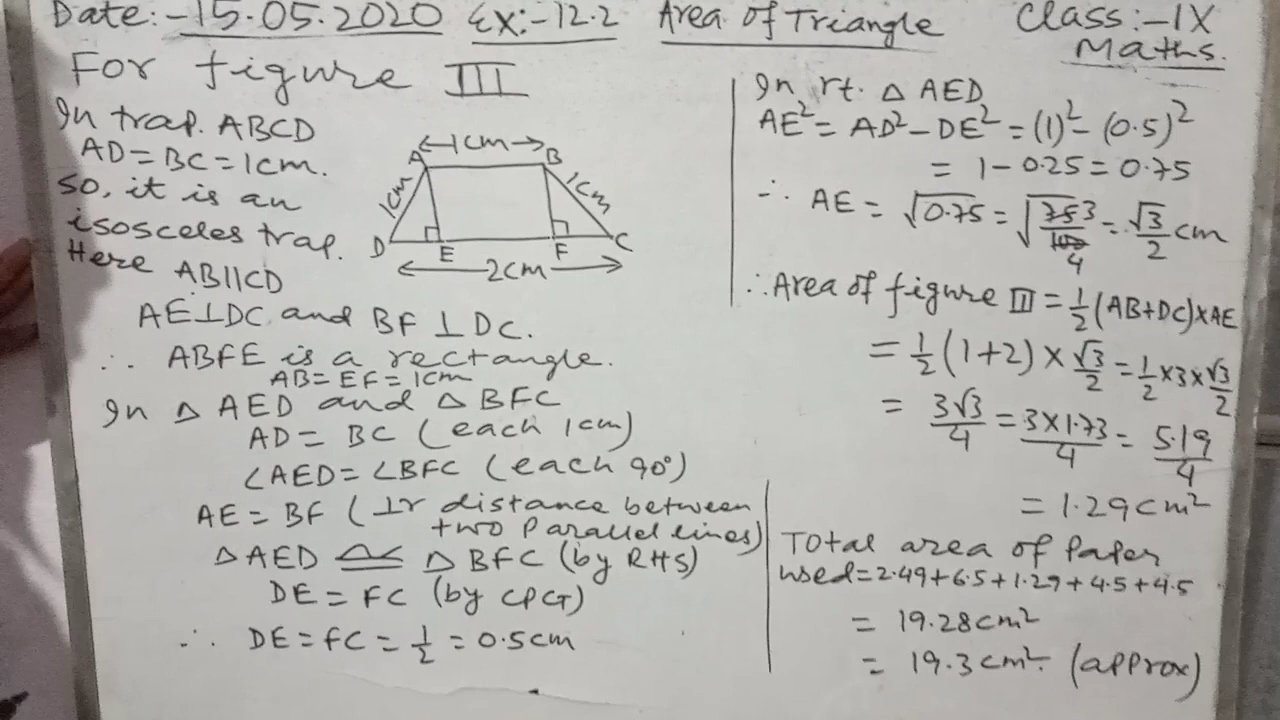 Date:-15.05.2020 Ex:-12.2 Area of Triangle Class:-IX
Maths.
For figure III
In trap. ABCD
AD=BC=1cm.
So, it is an
isosceles trap.
Here AB||CD
AE⊥DC and BF⊥DC.
∴ ABFE is a rectangle.
AB=EF=1cm
In △ AED and △ BFC
AD= BC (each 1cm)
∠AED=∠BFC (each 90°)
AE=BF (⊥r distance between
two parallel lines)
△AED ≅ △BFC (by RHS)
DE=FC (by CPCT)
∴ DE=FC=1/2=0.5cm
1cm
A B
1cm 1cm
D E F C
2cm
In rt. △ AED
AE²=AD²-DE²=(1)²-(0.5)²
=1-0.25=0.75
∴ AE=√0.75=√75 3/100 4=√3/2 cm
∴Area of figure III=1/2(AB+DC)×AE
=1/2(1+2)×√3/2=1/2×3×√3/2
=3√3/4=3×1.73/4=5.19/4
=1.29cm²
Total area of Paper
used=2.49+6.5+1.29+4.5+4.5
=19.28cm²
=19.3cm². (approx)